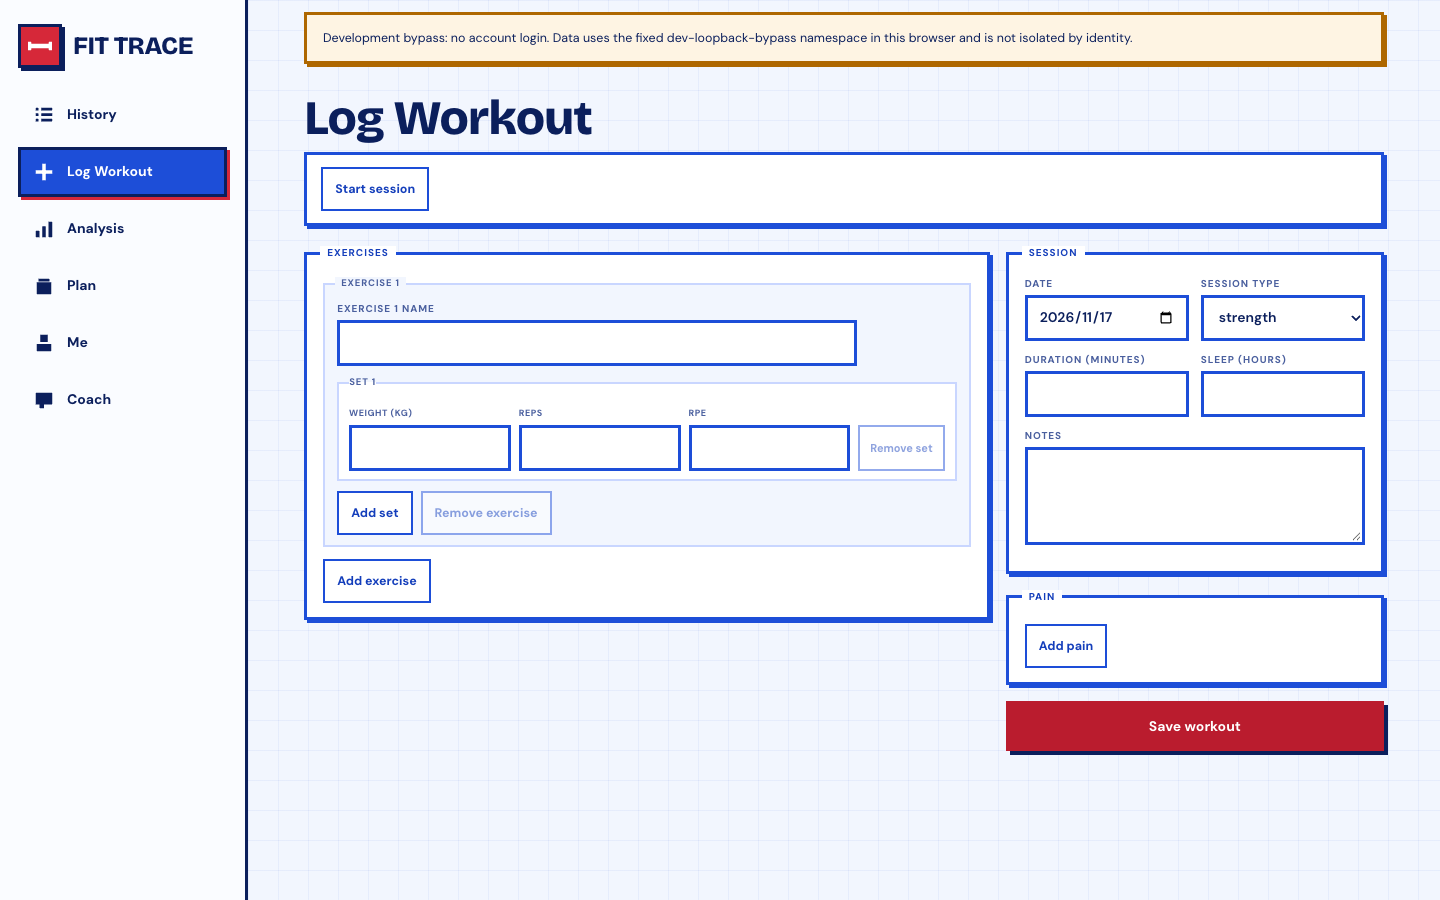 FIT TRACE
History
Log Workout
Analysis
Plan
Me
Coach
Development bypass: no account login. Data uses the fixed dev-loopback-bypass namespace in this browser and is not isolated by identity.
Log Workout
Start session
EXERCISES
EXERCISE 1
EXERCISE 1 NAME
SET 1
WEIGHT (KG) REPS RPE
Remove set
Add set Remove exercise
Add exercise
SESSION
DATE SESSION TYPE
2026/11/17 strength
DURATION (MINUTES) SLEEP (HOURS)
NOTES
PAIN
Add pain
Save workout